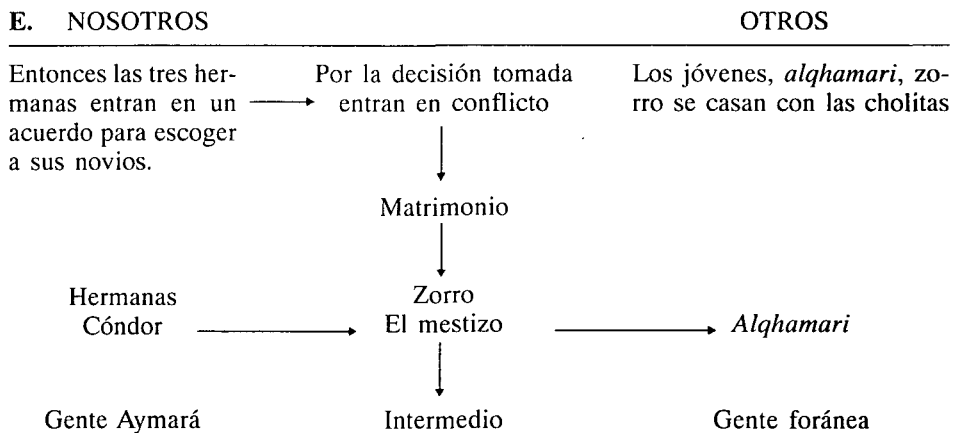 E. NOSOTROS OTROS
Entonces las tres her-
manas entran en un
acuerdo para escoger
a sus novios.
Por la decisión tomada
entran en conflicto
Los jóvenes, alqhamari, zo-
rro se casan con las cholitas
Matrimonio
Hermanas
Cóndor
Zorro
El mestizo
Alqhamari
Gente Aymará
Intermedio
Gente foránea